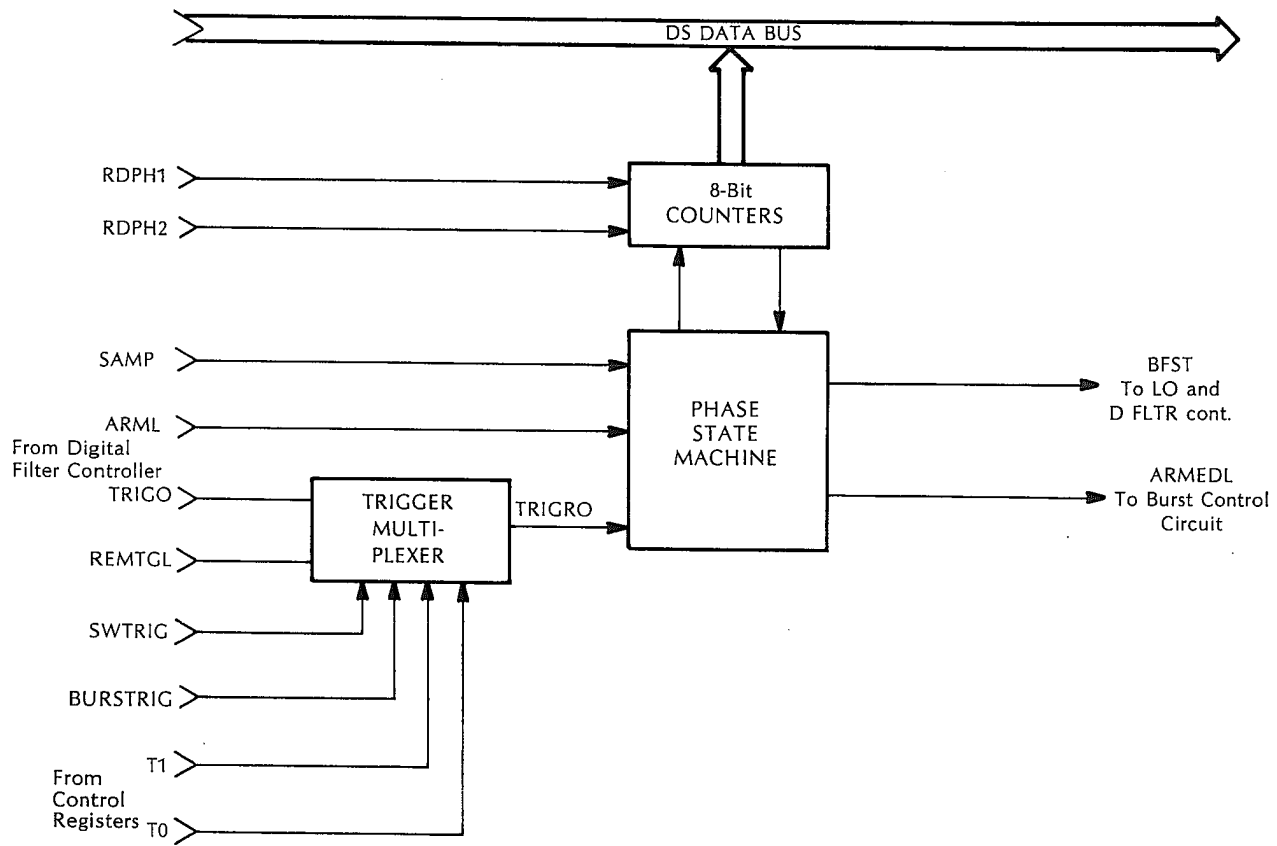 DS DATA BUS
RDPH1
RDPH2
8-Bit
COUNTERS
SAMP
ARML
From Digital
Filter Controller
TRIGO
REMTGL
SWTRIG
BURSTRIG
T1
From
Control
Registers
T0
TRIGGER
MULTI-
PLEXER
TRIGRO
PHASE
STATE
MACHINE
BFST
To LO and
D FLTR cont.
ARMEDL
To Burst Control
Circuit